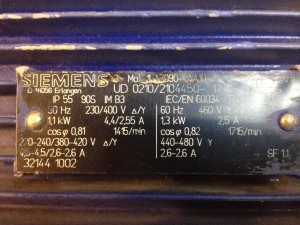 SIEMENS
D-91056 Erlangen UD 0210/2104450-
IP 55 90S IM B3 IEC/EN 60034
50 Hz 230/400 V Δ/Y 60 Hz 460 V
1,1 kW 4,4/2,55 A 1,3 kW 2,5 A
cos φ 0,81 1415/min cos φ 0,82 1715/min
220-240/380-420 V Δ/Y 440-480 V Y
4,5-4,5/2,6-2,6 A 2,6-2,6 A SF 1.1
32144 1002